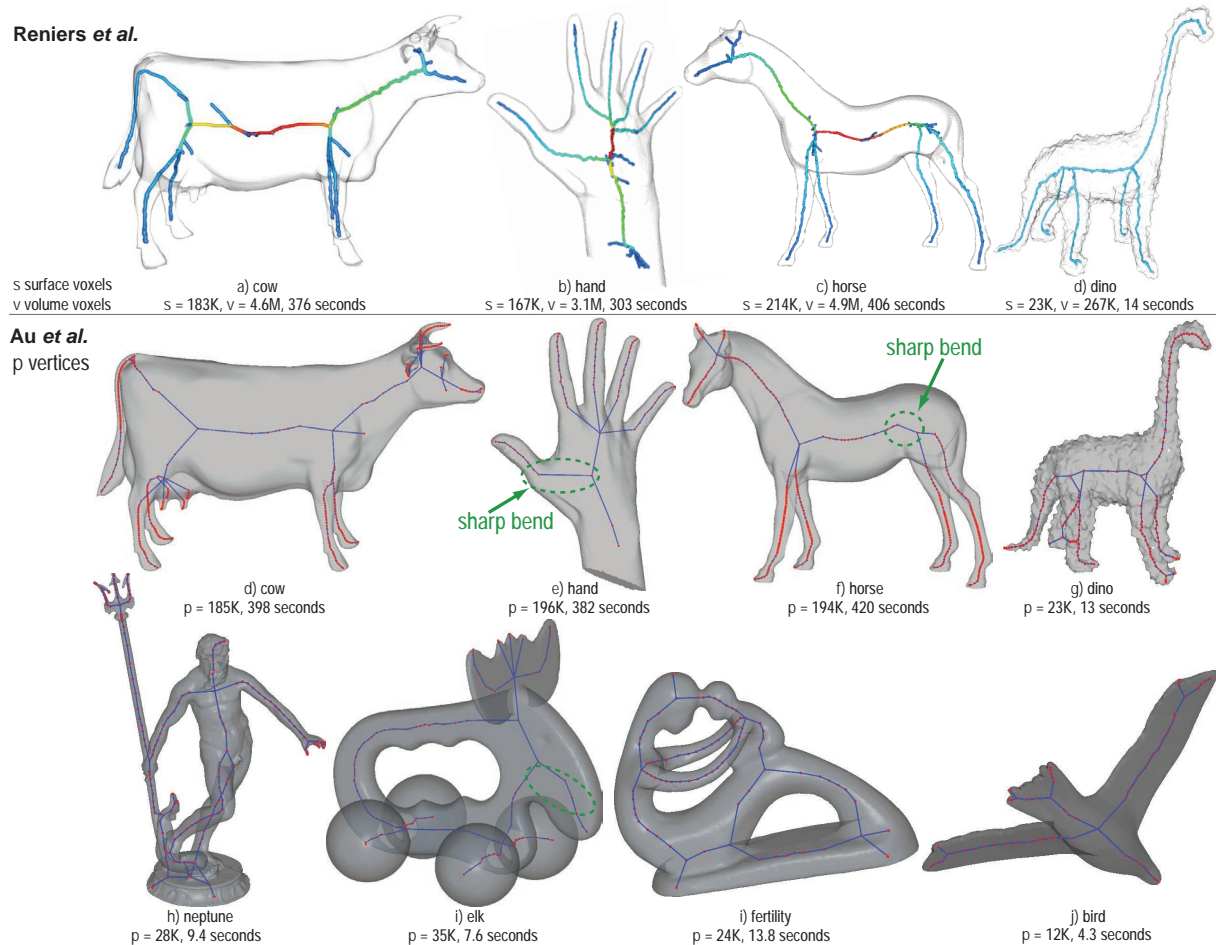 Reniers et al.
s surface voxels
v volume voxels
a) cow
s = 183K, v = 4.6M, 376 seconds
b) hand
s = 167K, v = 3.1M, 303 seconds
c) horse
s = 214K, v = 4.9M, 406 seconds
d) dino
s = 23K, v = 267K, 14 seconds
Au et al.
p vertices
sharp bend
sharp bend
d) cow
p = 185K, 398 seconds
e) hand
p = 196K, 382 seconds
f) horse
p = 194K, 420 seconds
g) dino
p = 23K, 13 seconds
h) neptune
p = 28K, 9.4 seconds
i) elk
p = 35K, 7.6 seconds
i) fertility
p = 24K, 13.8 seconds
j) bird
p = 12K, 4.3 seconds